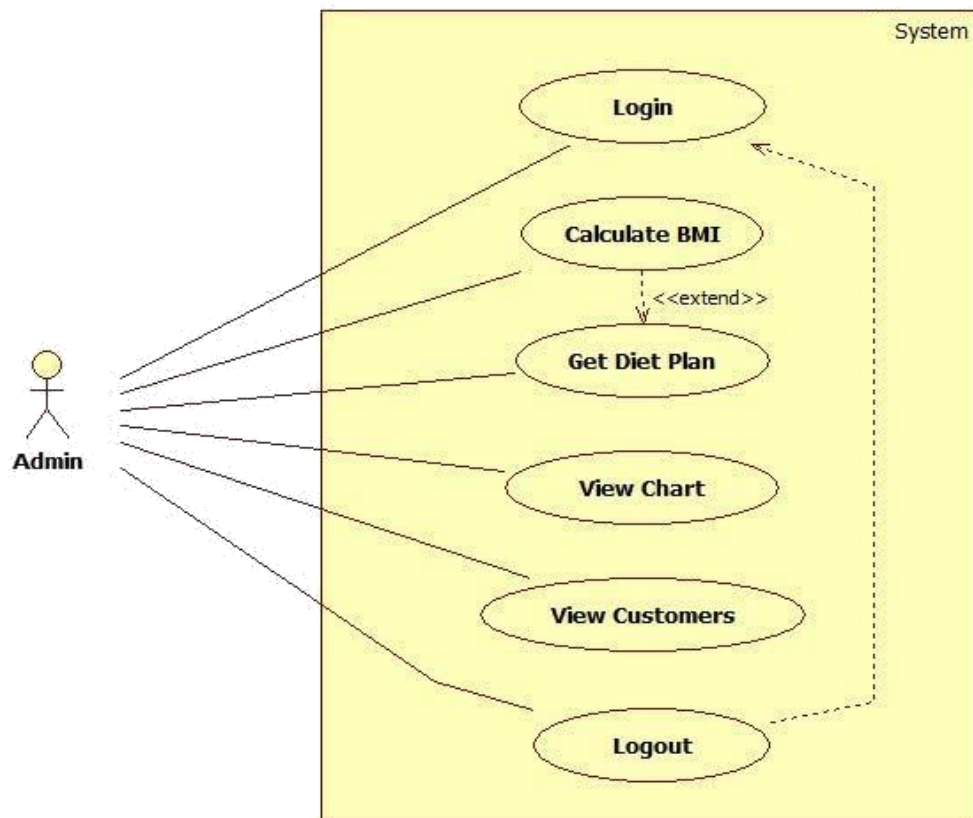 System
Login
Calculate BMI
<<extend>>
Get Diet Plan
Admin
View Chart
View Customers
Logout